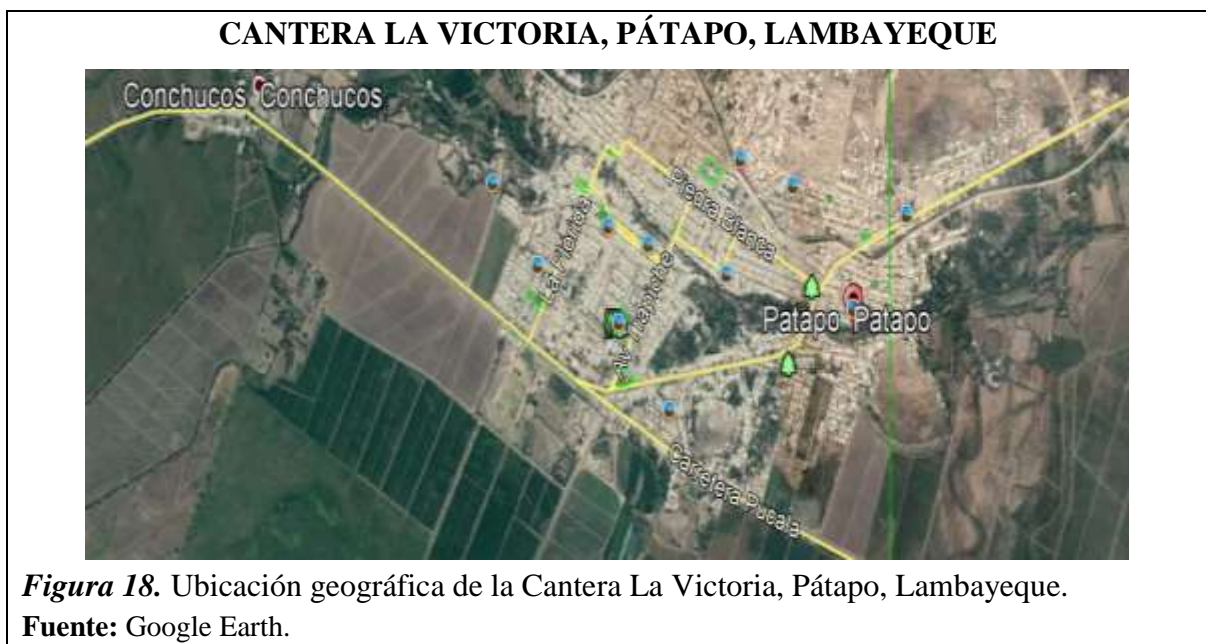 CANTERA LA VICTORIA, PÁTAPO, LAMBAYEQUE
Conchucos Conchucos
Piedra Blanca
La Florida
Patapo Patapo
Carretera Pucala
Figura 18. Ubicación geográfica de la Cantera La Victoria, Pátapo, Lambayeque.
Fuente: Google Earth.